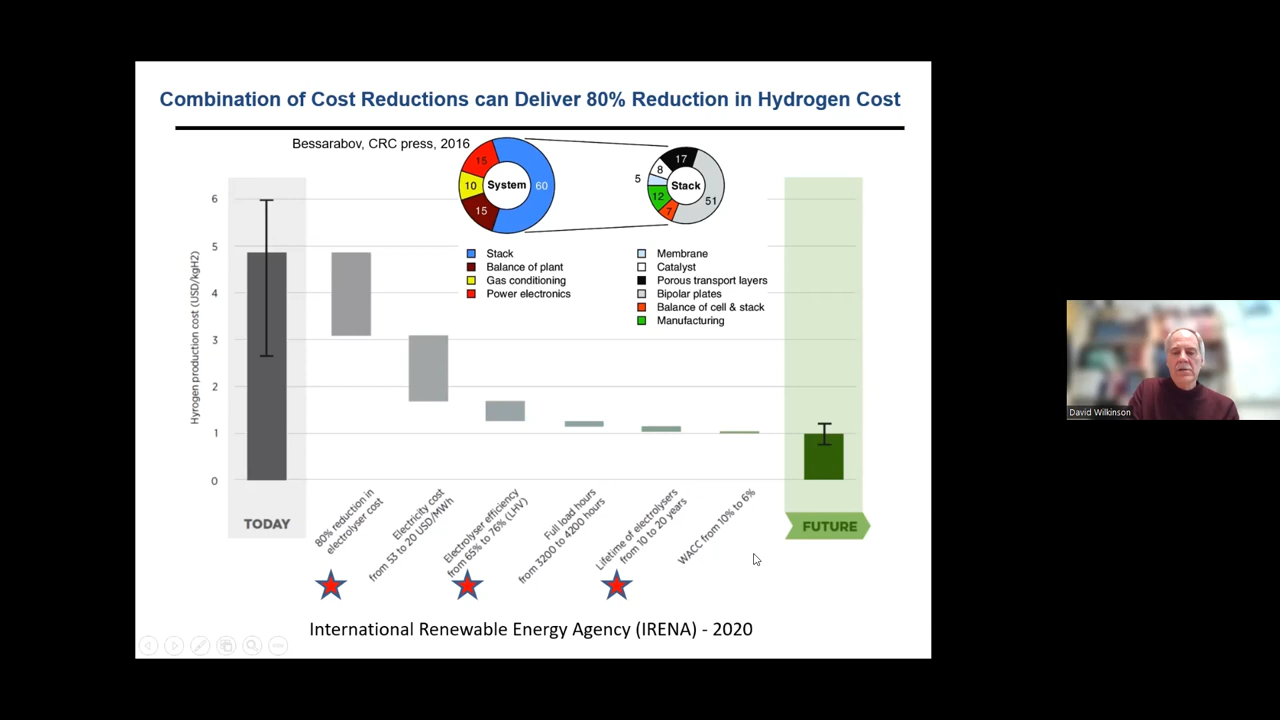 Combination of Cost Reductions can Deliver 80% Reduction in Hydrogen Cost
Bessarabov, CRC press, 2016
System
60
15
10
15
Stack
17
8
5
12
7
51
Stack
Balance of plant
Gas conditioning
Power electronics
Membrane
Catalyst
Porous transport layers
Bipolar plates
Balance of cell & stack
Manufacturing
Hyrogen production cost (USD/kgH2)
6
5
4
3
2
1
0
TODAY
80% reduction in
electrolyser cost
Electricity cost
from 53 to 20 USD/MWh
Electrolyser efficiency
from 65% to 76% (LHV)
Full load hours
from 3200 to 4200 hours
Lifetime of electrolysers
from 10 to 20 years
WACC from 10% to 6%
FUTURE
International Renewable Energy Agency (IRENA) - 2020
David Wilkinson